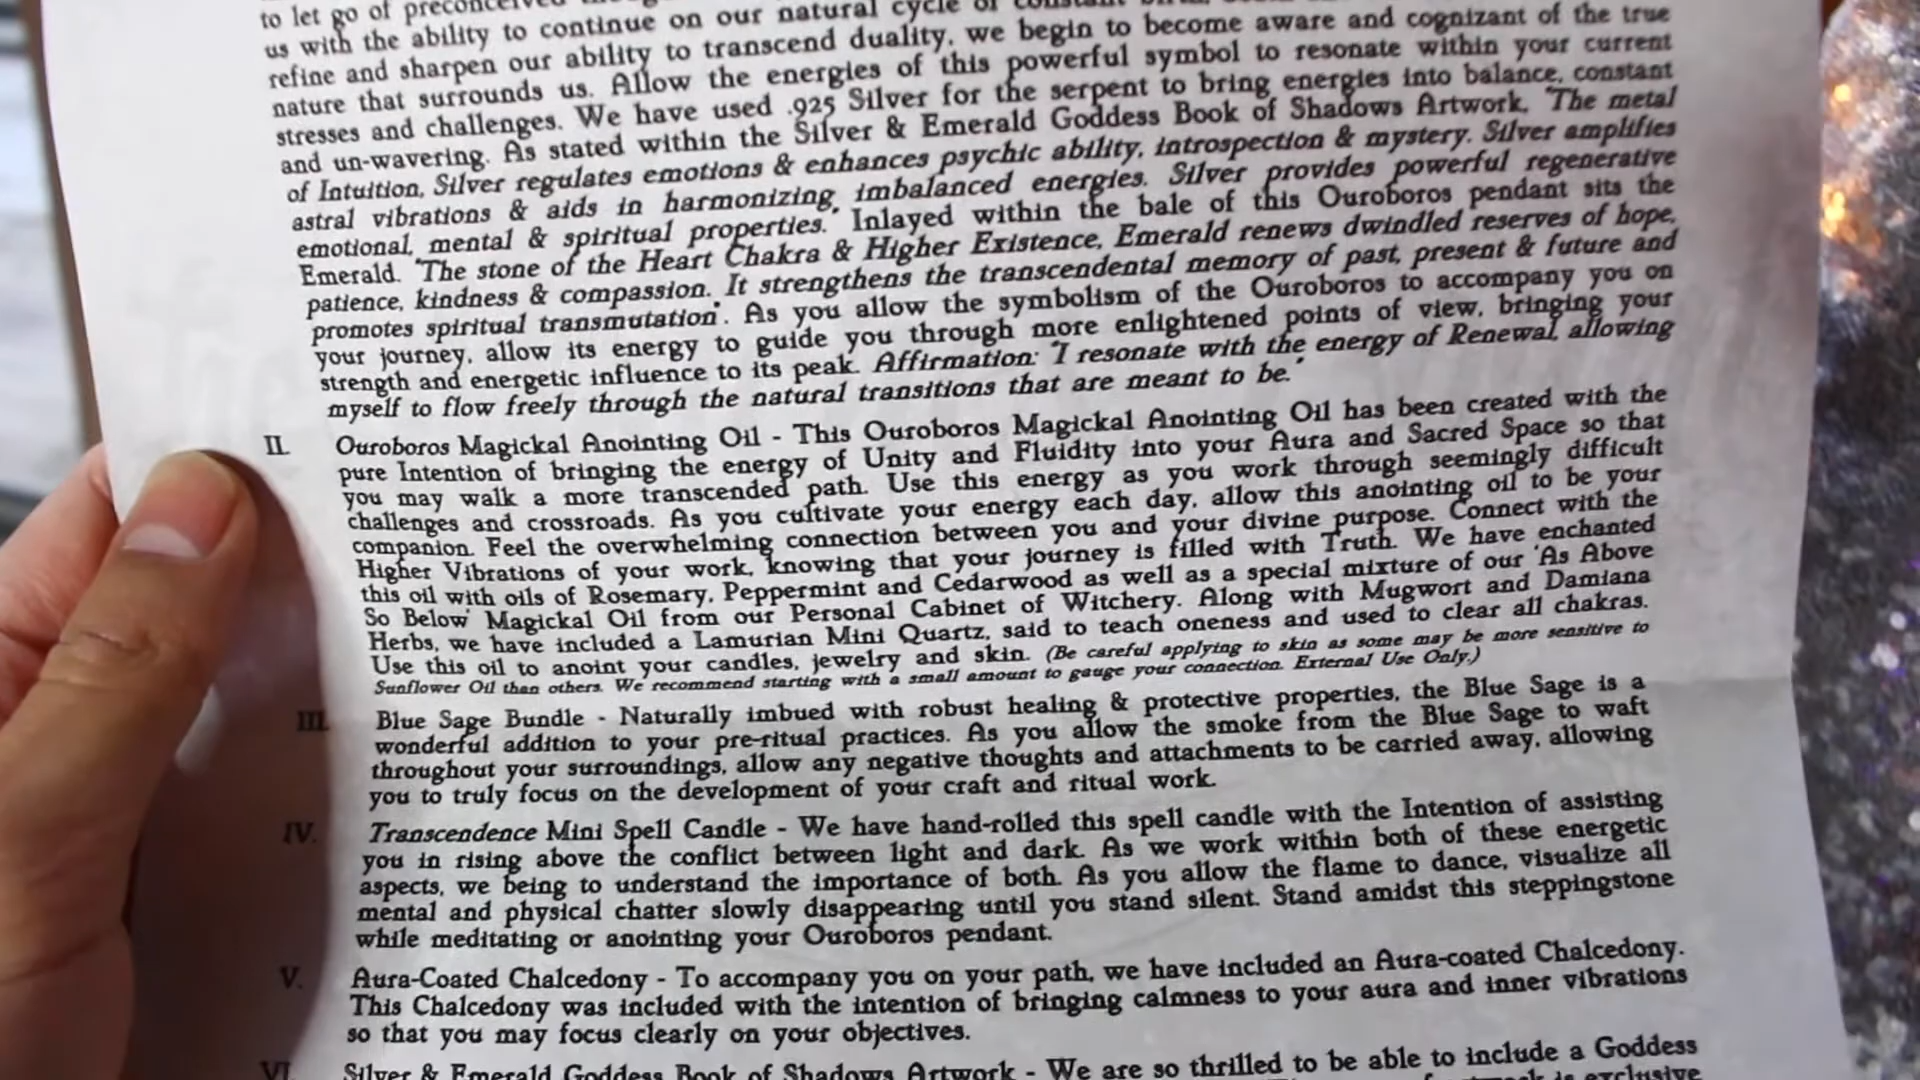 to let go of preconceived
us with the ability to continue on our natural cycle of constant
refine and sharpen our ability to transcend duality, we begin to become aware and cognizant of the true
nature that surrounds us. Allow the energies of this powerful symbol to resonate within your current
stresses and challenges. We have used .925 Silver for the serpent to bring energies into balance, constant
and un-wavering. As stated within the Silver & Emerald Goddess Book of Shadows Artwork, "The metal
of Intuition, Silver regulates emotions & enhances psychic ability, introspection & mystery. Silver amplifies
astral vibrations & aids in harmonizing imbalanced energies. Silver provides powerful regenerative
emotional, mental & spiritual properties." Inlayed within the bale of this Ouroboros pendant sits the
Emerald. "The stone of the Heart Chakra & Higher Existence, Emerald renews dwindled reserves of hope,
patience, kindness & compassion. It strengthens the transcendental memory of past, present & future and
promotes spiritual transmutation". As you allow the symbolism of the Ouroboros to accompany you on
your journey, allow its energy to guide you through more enlightened points of view, bringing your
strength and energetic influence to its peak. Affirmation: "I resonate with the energy of Renewal, allowing
myself to flow freely through the natural transitions that are meant to be."
II. Ouroboros Magickal Anointing Oil - This Ouroboros Magickal Anointing Oil has been created with the
pure Intention of bringing the energy of Unity and Fluidity into your Aura and Sacred Space so that
you may walk a more transcended path. Use this energy as you work through seemingly difficult
challenges and crossroads. As you cultivate your energy each day, allow this anointing oil to be your
companion. Feel the overwhelming connection between you and your divine purpose. Connect with the
Higher Vibrations of your work, knowing that your journey is filled with Truth. We have enchanted
this oil with oils of Rosemary, Peppermint and Cedarwood as well as a special mixture of our 'As Above
So Below' Magickal Oil from our Personal Cabinet of Witchery. Along with Mugwort and Damiana
Herbs, we have included a Lamurian Mini Quartz, said to teach oneness and used to clear all chakras.
Use this oil to anoint your candles, jewelry and skin. (Be careful applying to skin as some may be more sensitive to
Sunflower Oil than others. We recommend starting with a small amount to gauge your connection. External Use Only.)
III. Blue Sage Bundle - Naturally imbued with robust healing & protective properties, the Blue Sage is a
wonderful addition to your pre-ritual practices. As you allow the smoke from the Blue Sage to waft
throughout your surroundings, allow any negative thoughts and attachments to be carried away, allowing
you to truly focus on the development of your craft and ritual work.
IV. Transcendence Mini Spell Candle - We have hand-rolled this spell candle with the Intention of assisting
you in rising above the conflict between light and dark. As we work within both of these energetic
aspects, we being to understand the importance of both. As you allow the flame to dance, visualize all
mental and physical chatter slowly disappearing until you stand silent. Stand amidst this steppingstone
while meditating or anointing your Ouroboros pendant.
V. Aura-Coated Chalcedony - To accompany you on your path, we have included an Aura-coated Chalcedony.
This Chalcedony was included with the intention of bringing calmness to your aura and inner vibrations
so that you may focus clearly on your objectives.
VI. Silver & Emerald Goddess Book of Shadows Artwork - We are so thrilled to be able to include a Goddess
is exclusive